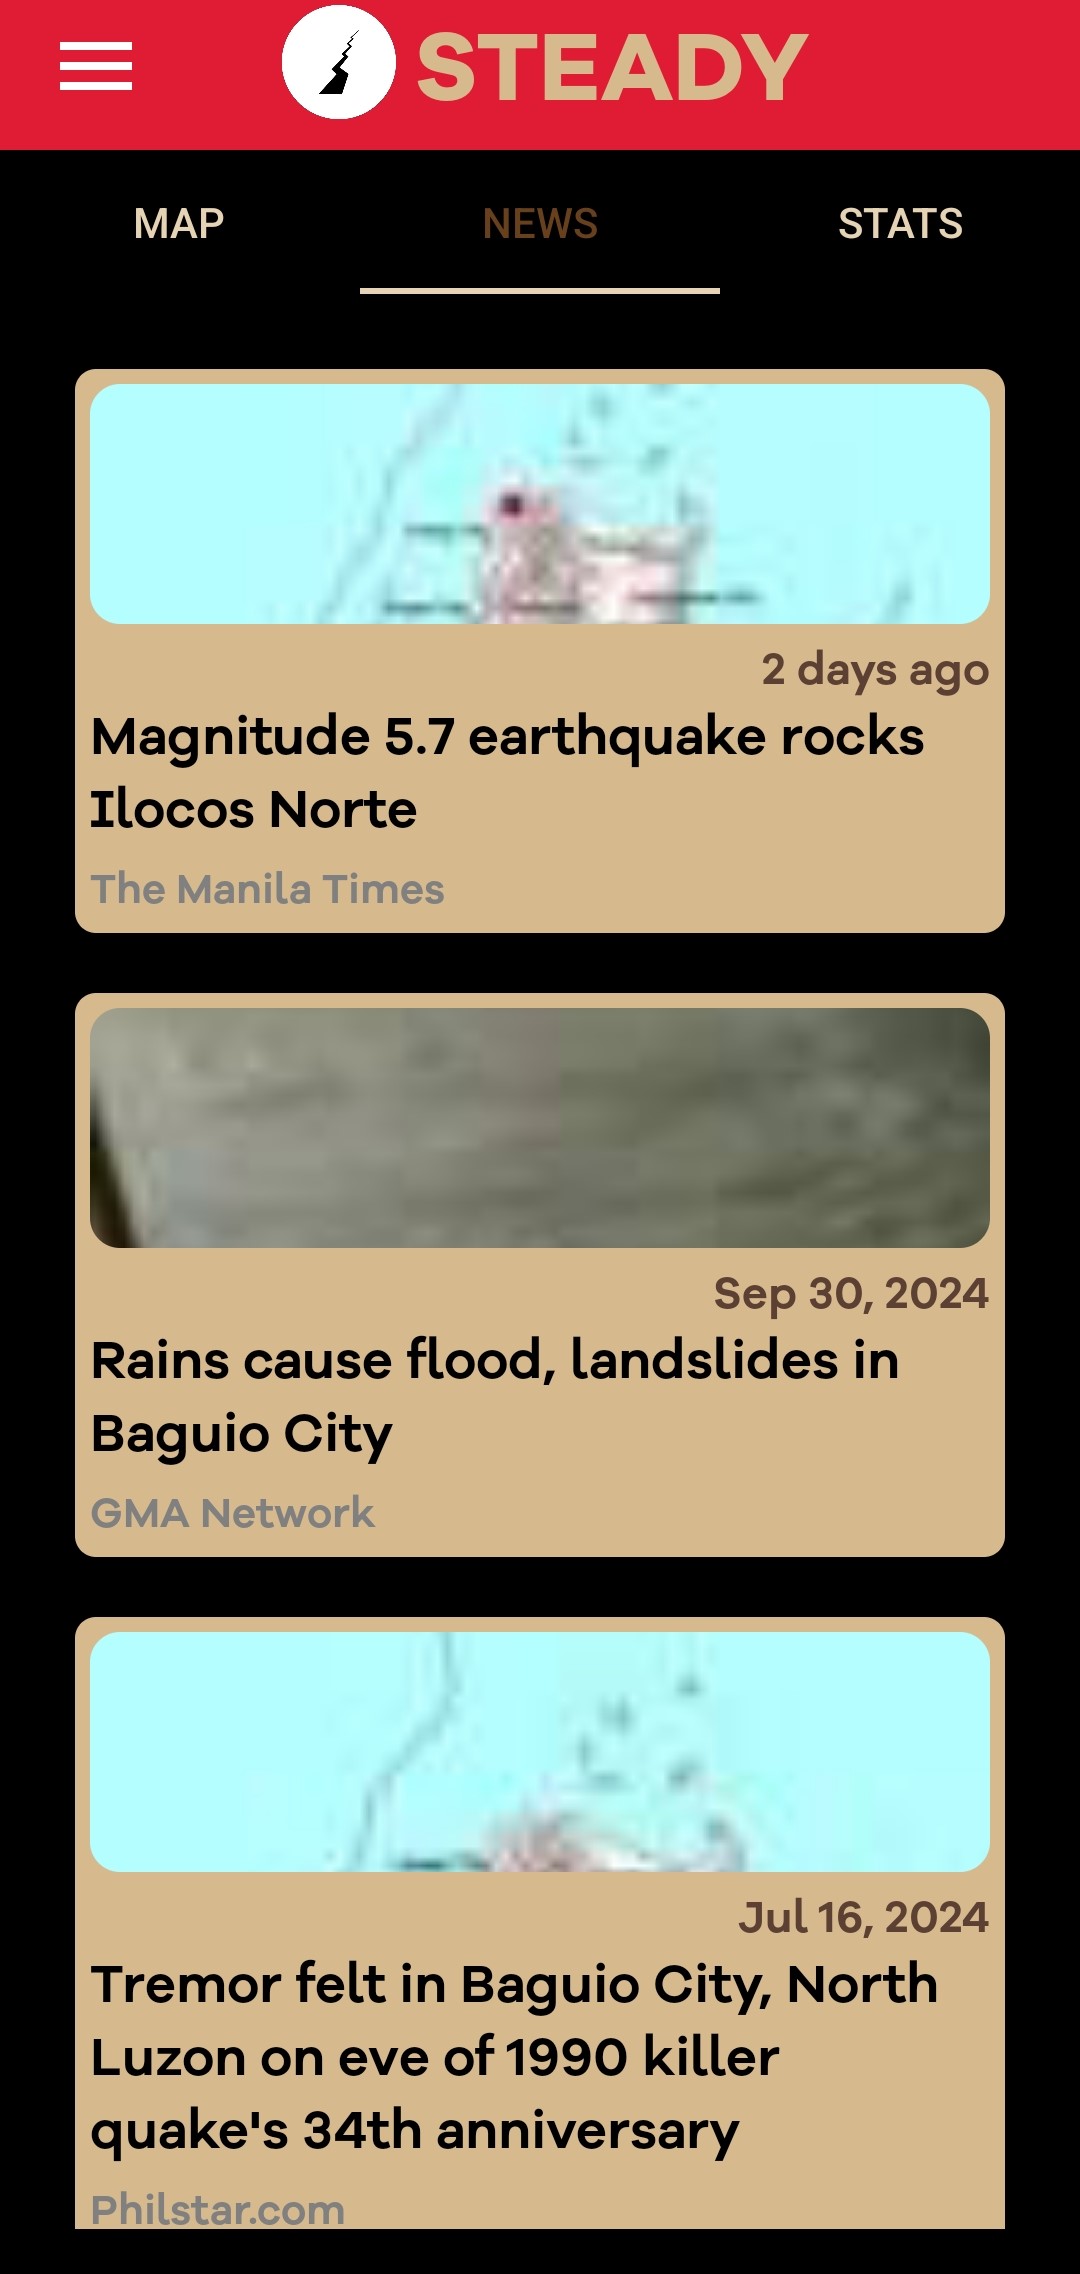 STEADY
MAP
NEWS
STATS
2 days ago
Magnitude 5.7 earthquake rocks
Ilocos Norte
The Manila Times
Sep 30, 2024
Rains cause flood, landslides in
Baguio City
GMA Network
Jul 16, 2024
Tremor felt in Baguio City, North
Luzon on eve of 1990 killer
quake's 34th anniversary
Philstar.com